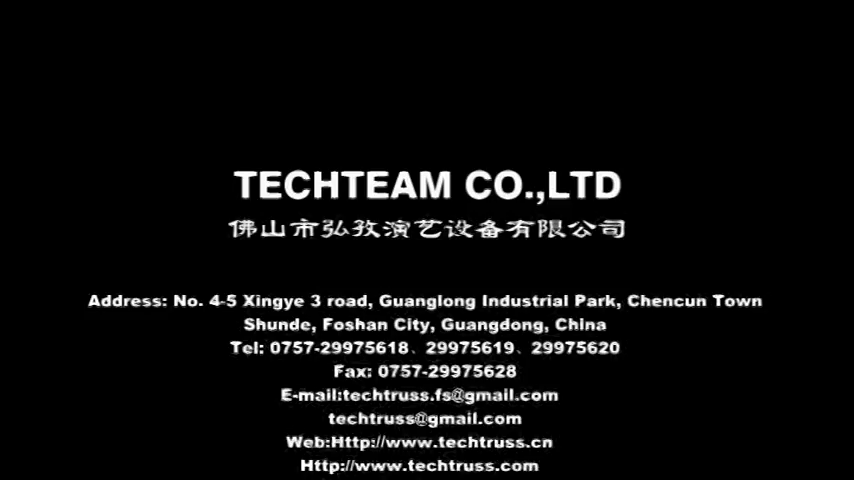 TECHTEAM CO.,LTD
佛山市弘孜演艺设备有限公司
Address: No. 4-5 Xingye 3 road, Guanglong Industrial Park, Chencun Town
Shunde, Foshan City, Guangdong, China
Tel: 0757-29975618、29975619、29975620
Fax: 0757-29975628
E-mail:techtruss.fs@gmail.com
techtruss@gmail.com
Web:Http://www.techtruss.cn
Http://www.techtruss.com